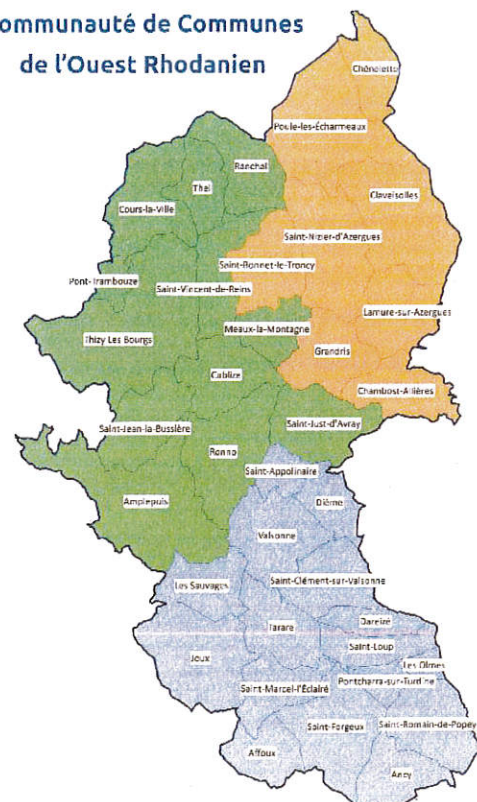 ommunauté de Communes
de l'Ouest Rhodanien
Chénelette
Poule-les-Écharmeaux
Ranchal
Thel
Claveisolles
Cours-la-Ville
Saint-Nizier-d'Azergues
Saint-Bonnet-le-Troncy
Pont-Trambouze
Saint-Vincent-de-Reins
Lamure-sur-Azergues
Meaux-la-Montagne
Thizy Les Bourgs
Grandris
Cublize
Chambost-Allières
Saint-Just-d'Avray
Saint-Jean-la-Bussière
Ronno
Saint-Appolinaire
Amplepuis
Dième
Valsonne
Les Sauvages
Saint-Clément-sur-Valsonne
Dareizé
Tarare
Saint-Loup
Joux
Les Olmes
Pontcharra-sur-Turdine
Saint-Marcel-l'Éclairé
Saint-Forgeux
Saint-Romain-de-Popey
Affoux
Ancy